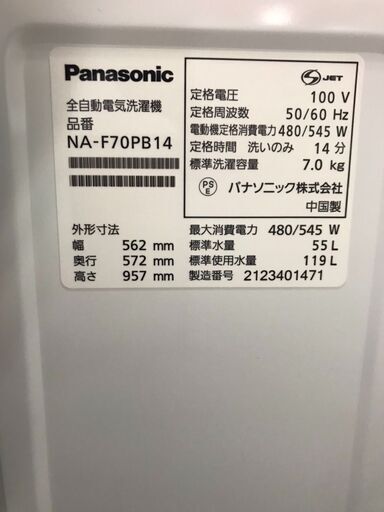 Panasonic
全自動電気洗濯機
品番
NA-F70PB14
外形寸法
幅 562 mm
奥行 572 mm
高さ 957 mm
S JET
定格電圧 100 V
定格周波数 50/60 Hz
電動機定格消費電力 480/545 W
定格時間 洗いのみ 14 分
標準洗濯容量 7.0 kg
PS E パナソニック株式会社
中国製
最大消費電力 480/545 W
標準水量 55 L
標準使用水量 119 L
製造番号 2123401471